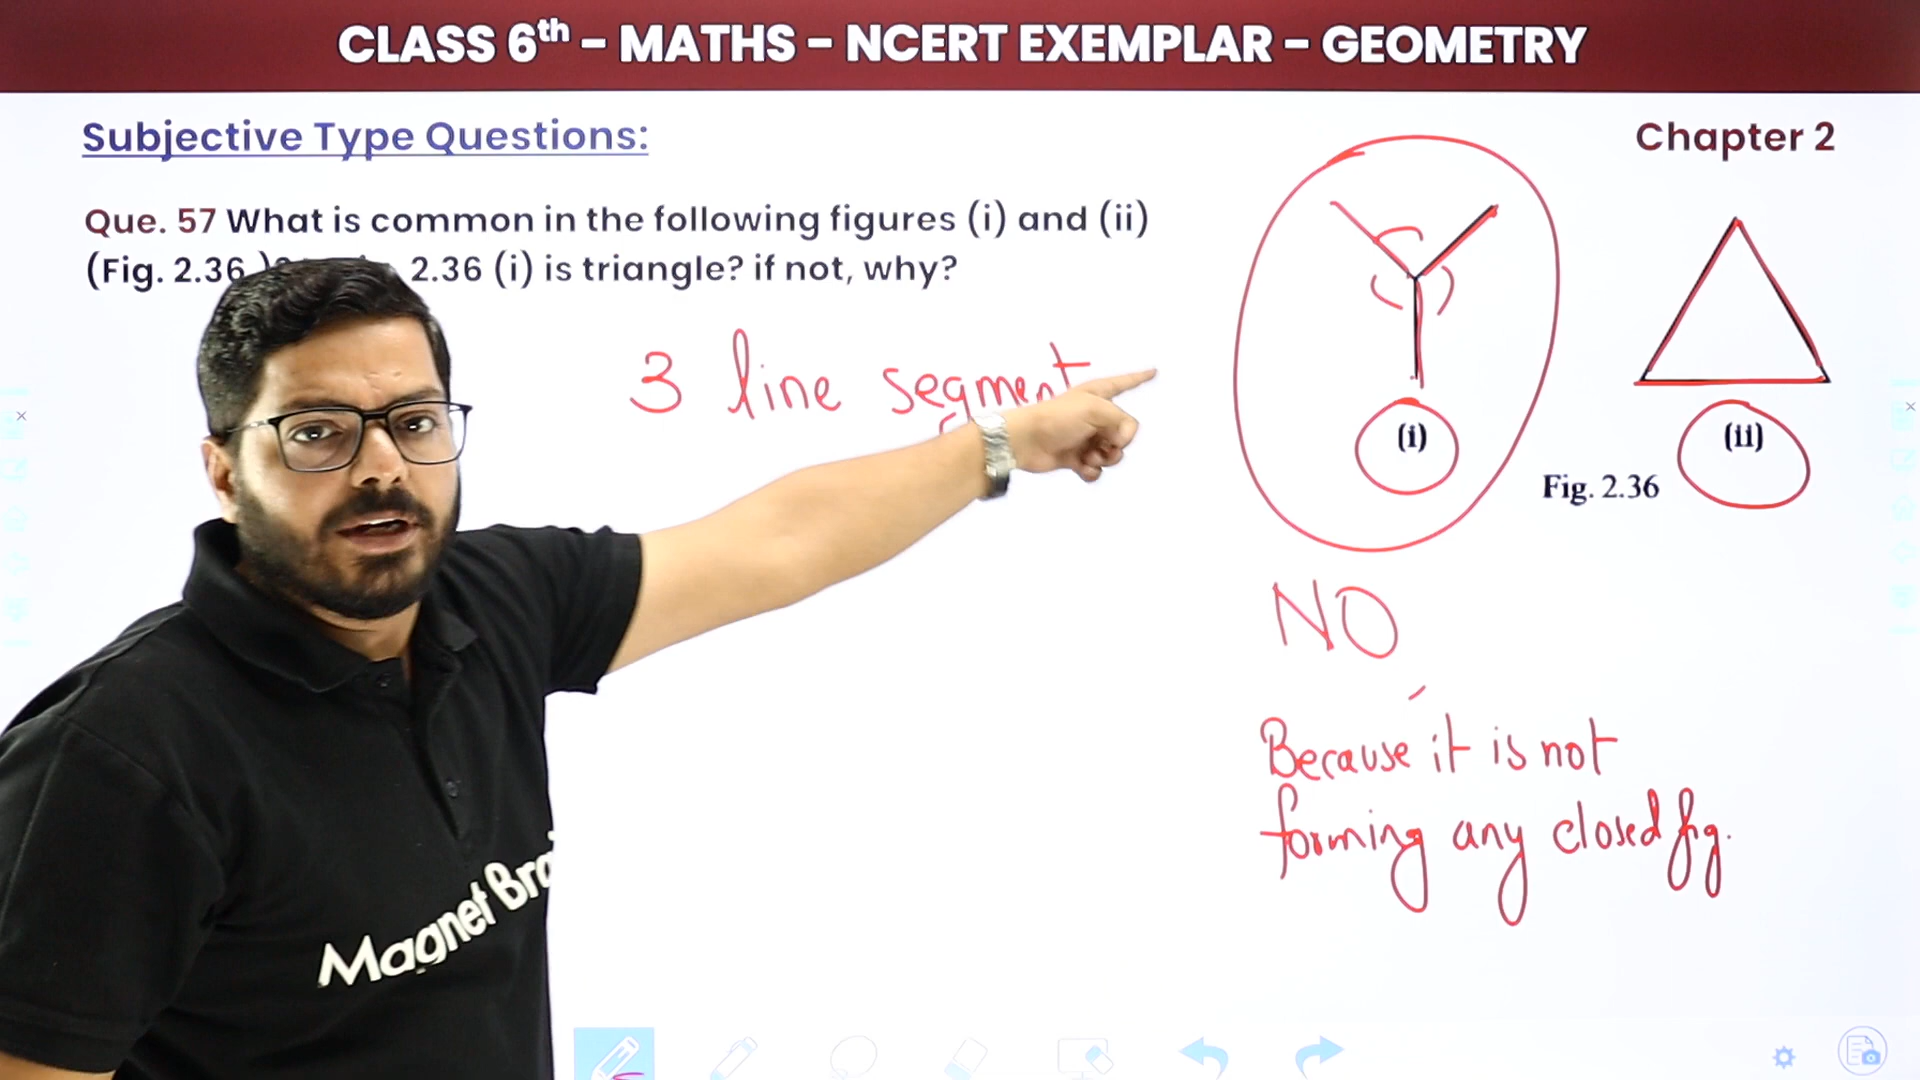 CLASS 6th – MATHS – NCERT EXEMPLAR – GEOMETRY
Subjective Type Questions:
Chapter 2
Que. 57 What is common in the following figures (i) and (ii)
(Fig. 2.36 2.36 (i) is triangle? if not, why?
3 line segment
(i)
(ii)
Fig. 2.36
NO
Because it is not
forming any closed fig.
Magnet Bra